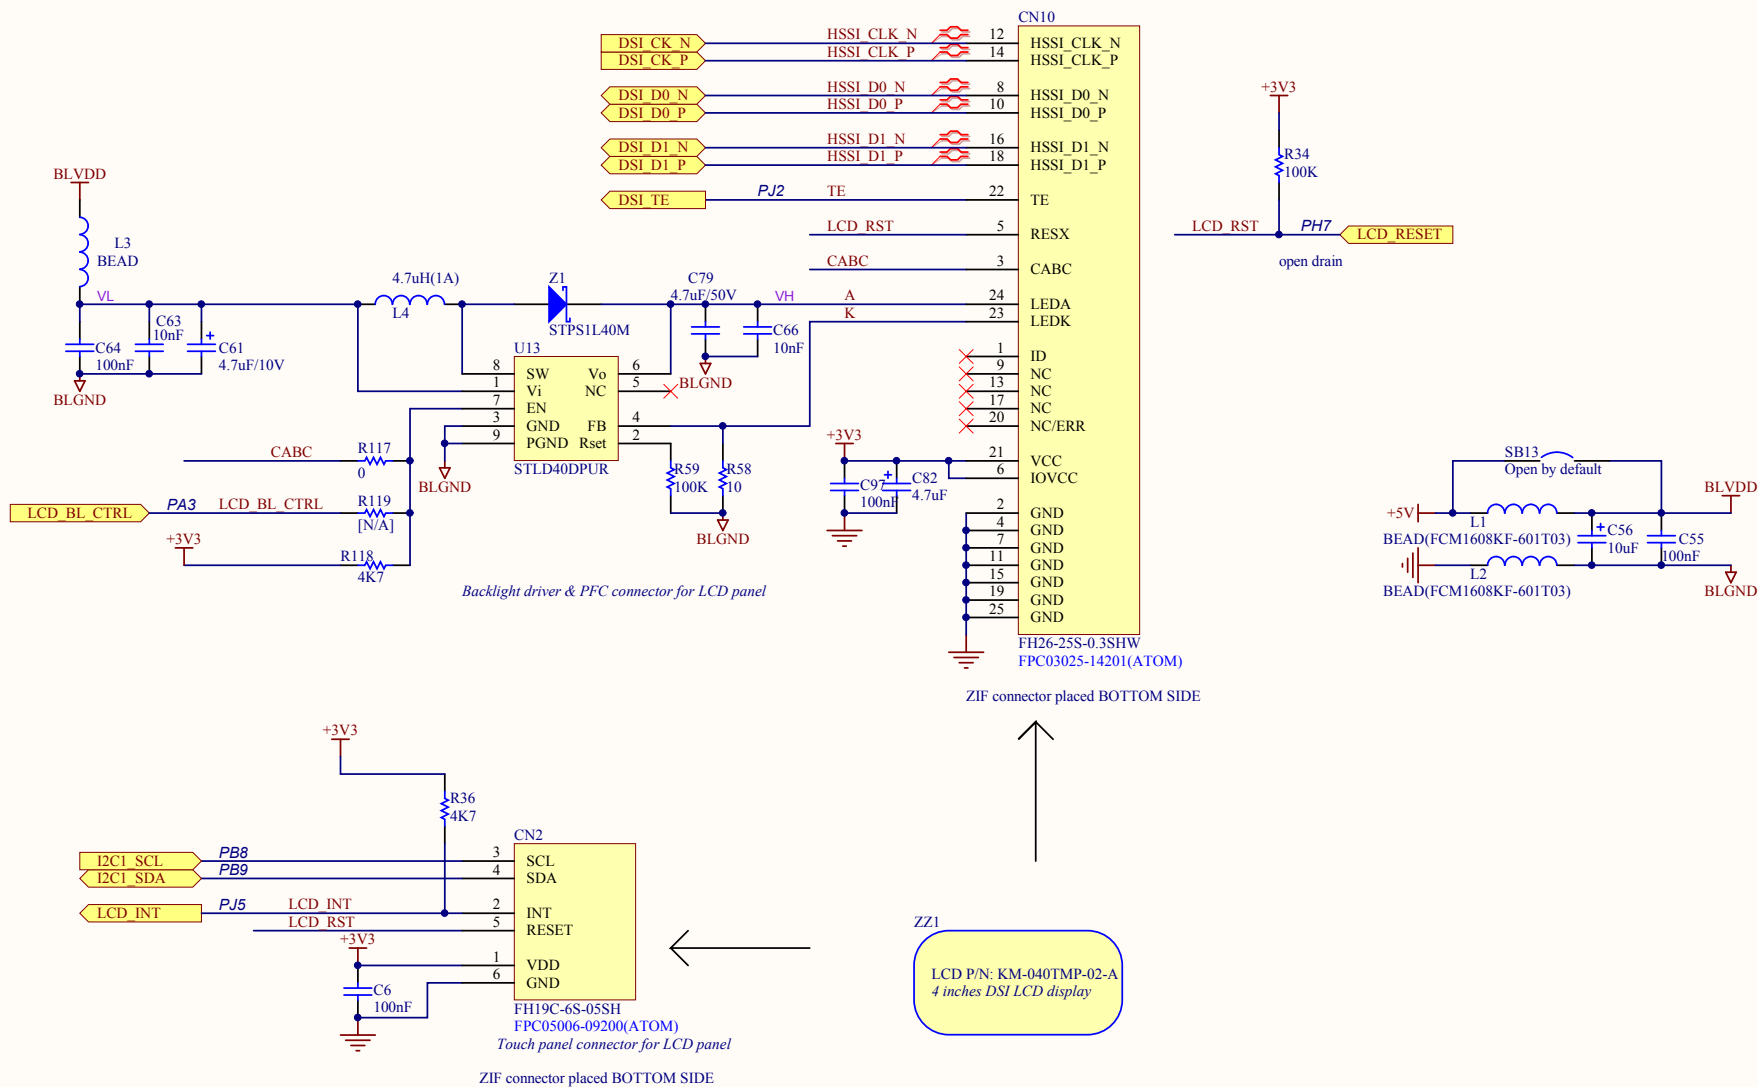 CN10
DSI_CK_N HSSI_CLK_N 12 HSSI_CLK_N
DSI_CK_P HSSI_CLK_P 14 HSSI_CLK_P
DSI_D0_N HSSI_D0_N 8 HSSI_D0_N
DSI_D0_P HSSI_D0_P 10 HSSI_D0_P
DSI_D1_N HSSI_D1_N 16 HSSI_D1_N
DSI_D1_P HSSI_D1_P 18 HSSI_D1_P
DSI_TE PJ2 TE 22 TE
LCD_RST 5 RESX
CABC 3 CABC
A 24 LEDA
K 23 LEDK
1 ID
9 NC
13 NC
17 NC
20 NC/ERR
21 VCC
6 IOVCC
2 GND
4 GND
7 GND
11 GND
15 GND
19 GND
25 GND
FH26-25S-0.3SHW
FPC03025-14201(ATOM)
ZIF connector placed BOTTOM SIDE
+3V3
R34
100K
LCD_RST PH7 LCD_RESET
open drain
BLVDD
L3
BEAD
VL
C64
100nF
C63
10nF
+
C61
4.7uF/10V
BLGND
4.7uH(1A)
L4
Z1
STPS1L40M
C79
4.7uF/50V
VH
C66
10nF
BLGND
U13
8 SW Vo 6
1 Vi NC 5
7 EN
3 GND FB 4
9 PGND Rset 2
STLD40DPUR
BLGND
R59
100K
R58
10
BLGND
CABC R117
0
LCD_BL_CTRL PA3 LCD_BL_CTRL R119
[N/A]
+3V3
R118
4K7
Backlight driver & PFC connector for LCD panel
+3V3
C97
100nF
+
C82
4.7uF
SB13
Open by default
BLVDD
+5V
L1
BEAD(FCM1608KF-601T03)
+
C56
10uF
C55
100nF
L2
BEAD(FCM1608KF-601T03)
BLGND
+3V3
R36
4K7
CN2
I2C1_SCL PB8 3 SCL
I2C1_SDA PB9 4 SDA
LCD_INT PJ5 LCD_INT 2 INT
LCD_RST 5 RESET
+3V3
1 VDD
6 GND
C6
100nF
FH19C-6S-05SH
FPC05006-09200(ATOM)
Touch panel connector for LCD panel
ZIF connector placed BOTTOM SIDE
ZZ1
LCD P/N: KM-040TMP-02-A
4 inches DSI LCD display